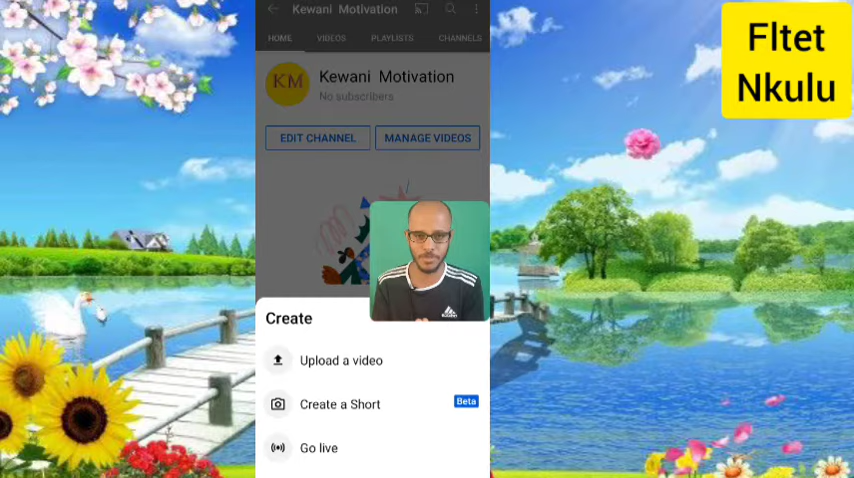 Kewani Motivation
HOME VIDEOS PLAYLISTS CHANNELS
KM
Kewani Motivation
No subscribers
EDIT CHANNEL MANAGE VIDEOS
Create
Upload a video
Create a Short Beta
Go live
Fltet
Nkulu